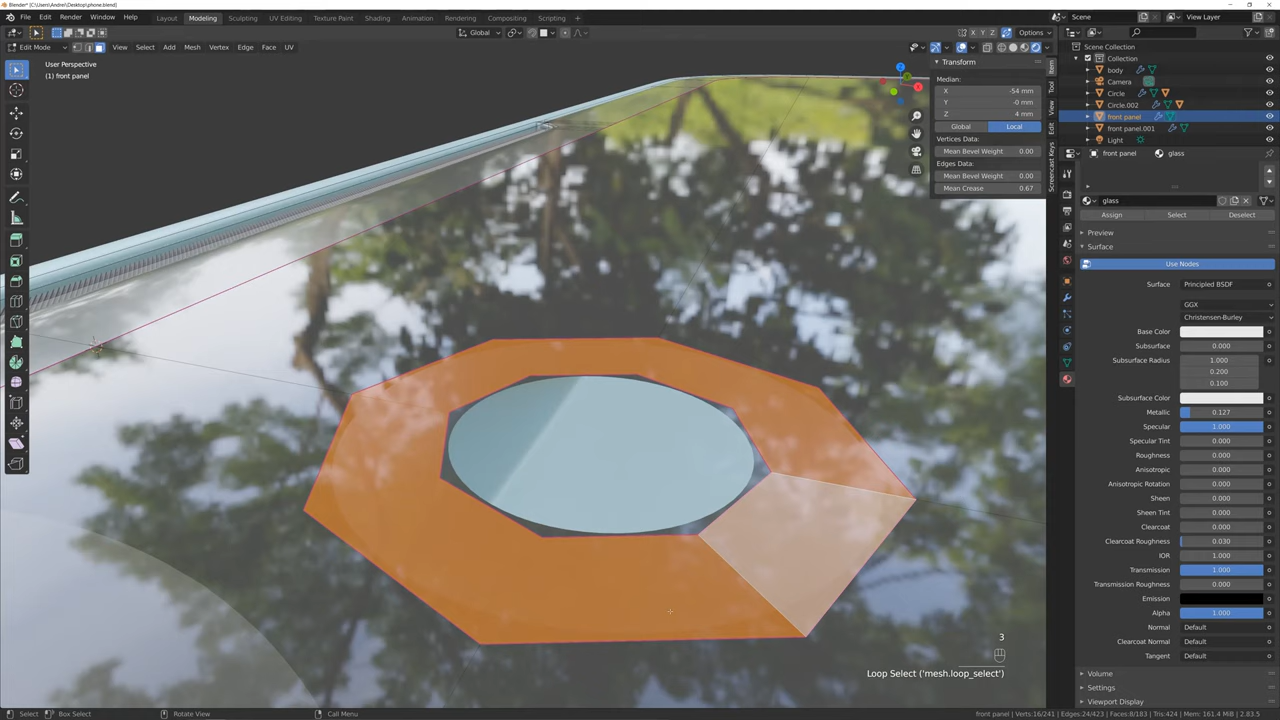 Blender* [C:\Users\Andrei\Desktop\phone.blend]
File Edit Render Window Help Layout Modeling Sculpting UV Editing Texture Paint Shading Animation Rendering Compositing Scripting Scene View Layer
Global Options
Edit Mode View Select Add Mesh Vertex Edge Face UV
X Y Z
User Perspective
(1) front panel
Transform
Median:
X -54 mm
Y -0 mm
Z 4 mm
Global Local
Vertices Data:
Mean Bevel Weight 0.00
Edges Data:
Mean Bevel Weight 0.00
Mean Crease 0.67
Item
Tool
View
Edit
Screencast Keys
Scene Collection
Collection
body
Camera
Circle
Circle.002
front panel
front panel.001
Light
front panel glass
glass
Assign Select Deselect
Preview
Surface
Use Nodes
Surface Principled BSDF
GGX
Christensen-Burley
Base Color
Subsurface 0.000
Subsurface Radius 1.000
0.200
0.100
Subsurface Color
Metallic 0.127
Specular 1.000
Specular Tint 0.000
Roughness 0.000
Anisotropic 0.000
Anisotropic Rotation 0.000
Sheen 0.000
Sheen Tint 0.000
Clearcoat 0.000
Clearcoat Roughness 0.030
IOR 1.000
Transmission 1.000
Transmission Roughness 0.000
Emission
Alpha 1.000
Normal Default
Clearcoat Normal Default
Tangent Default
Volume
Settings
Viewport Display
3
Loop Select ('mesh.loop_select')
Select Box Select Rotate View Call Menu
front panel | Verts:16/241 | Edges:24/423 | Faces:8/183 | Tris:424 | Mem: 161.4 MiB | 2.83.5